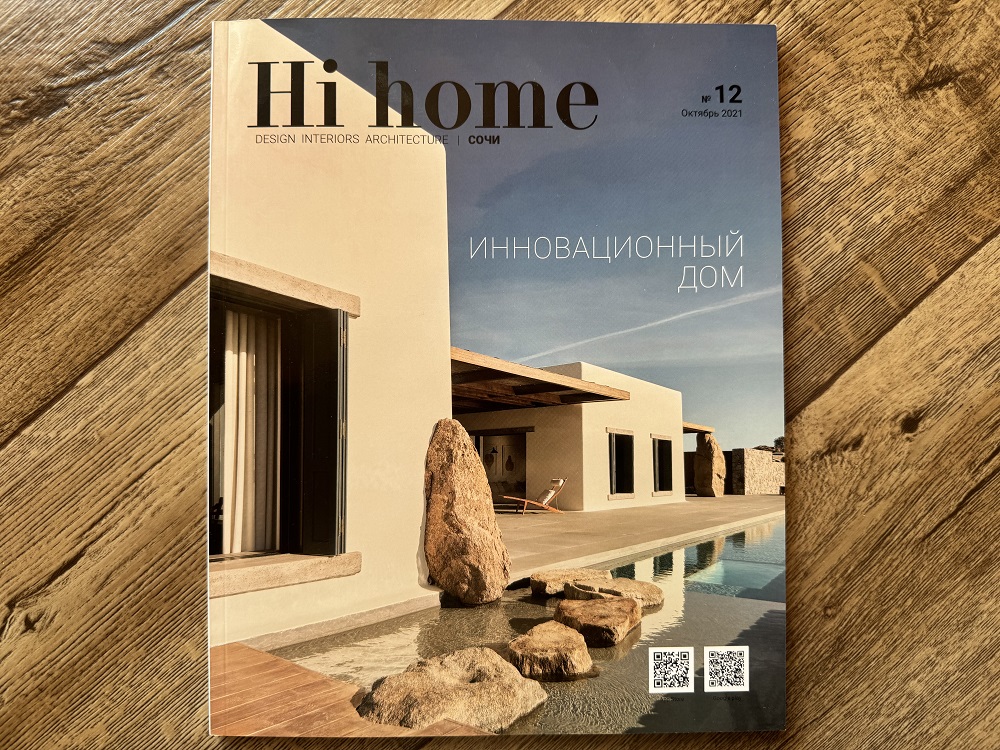 Hi home
DESIGN INTERIORS ARCHITECTURE | СОЧИ
№ 12
Октябрь 2021
ИННОВАЦИОННЫЙ
ДОМ